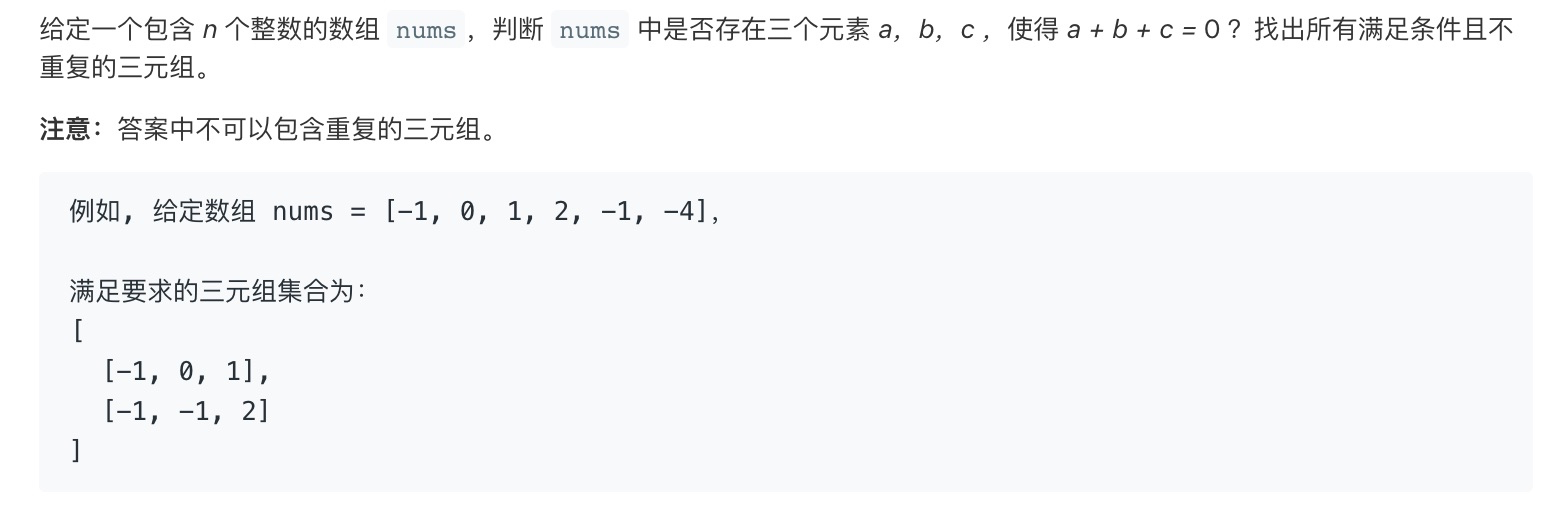 给定一个包含 n 个整数的数组 nums，判断 nums 中是否存在三个元素 a，b，c ，使得 a + b + c = 0 ？找出所有满足条件且不
重复的三元组。
注意：答案中不可以包含重复的三元组。
例如, 给定数组 nums = [-1, 0, 1, 2, -1, -4]，
满足要求的三元组集合为：
[
  [-1, 0, 1],
  [-1, -1, 2]
]